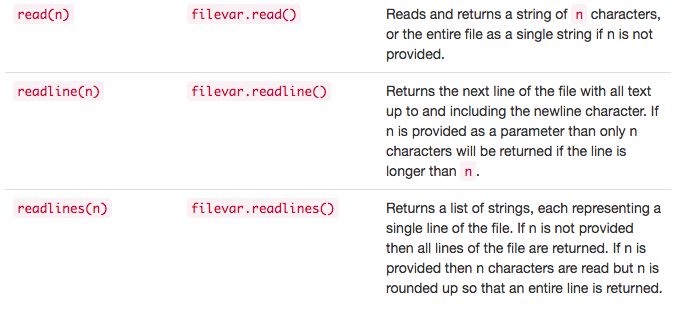 read(n) filevar.read() Reads and returns a string of n characters,
or the entire file as a single string if n is not
provided.
readline(n) filevar.readline() Returns the next line of the file with all text
up to and including the newline character. If
n is provided as a parameter than only n
characters will be returned if the line is
longer than n .
readlines(n) filevar.readlines() Returns a list of strings, each representing a
single line of the file. If n is not provided
then all lines of the file are returned. If n is
provided then n characters are read but n is
rounded up so that an entire line is returned.